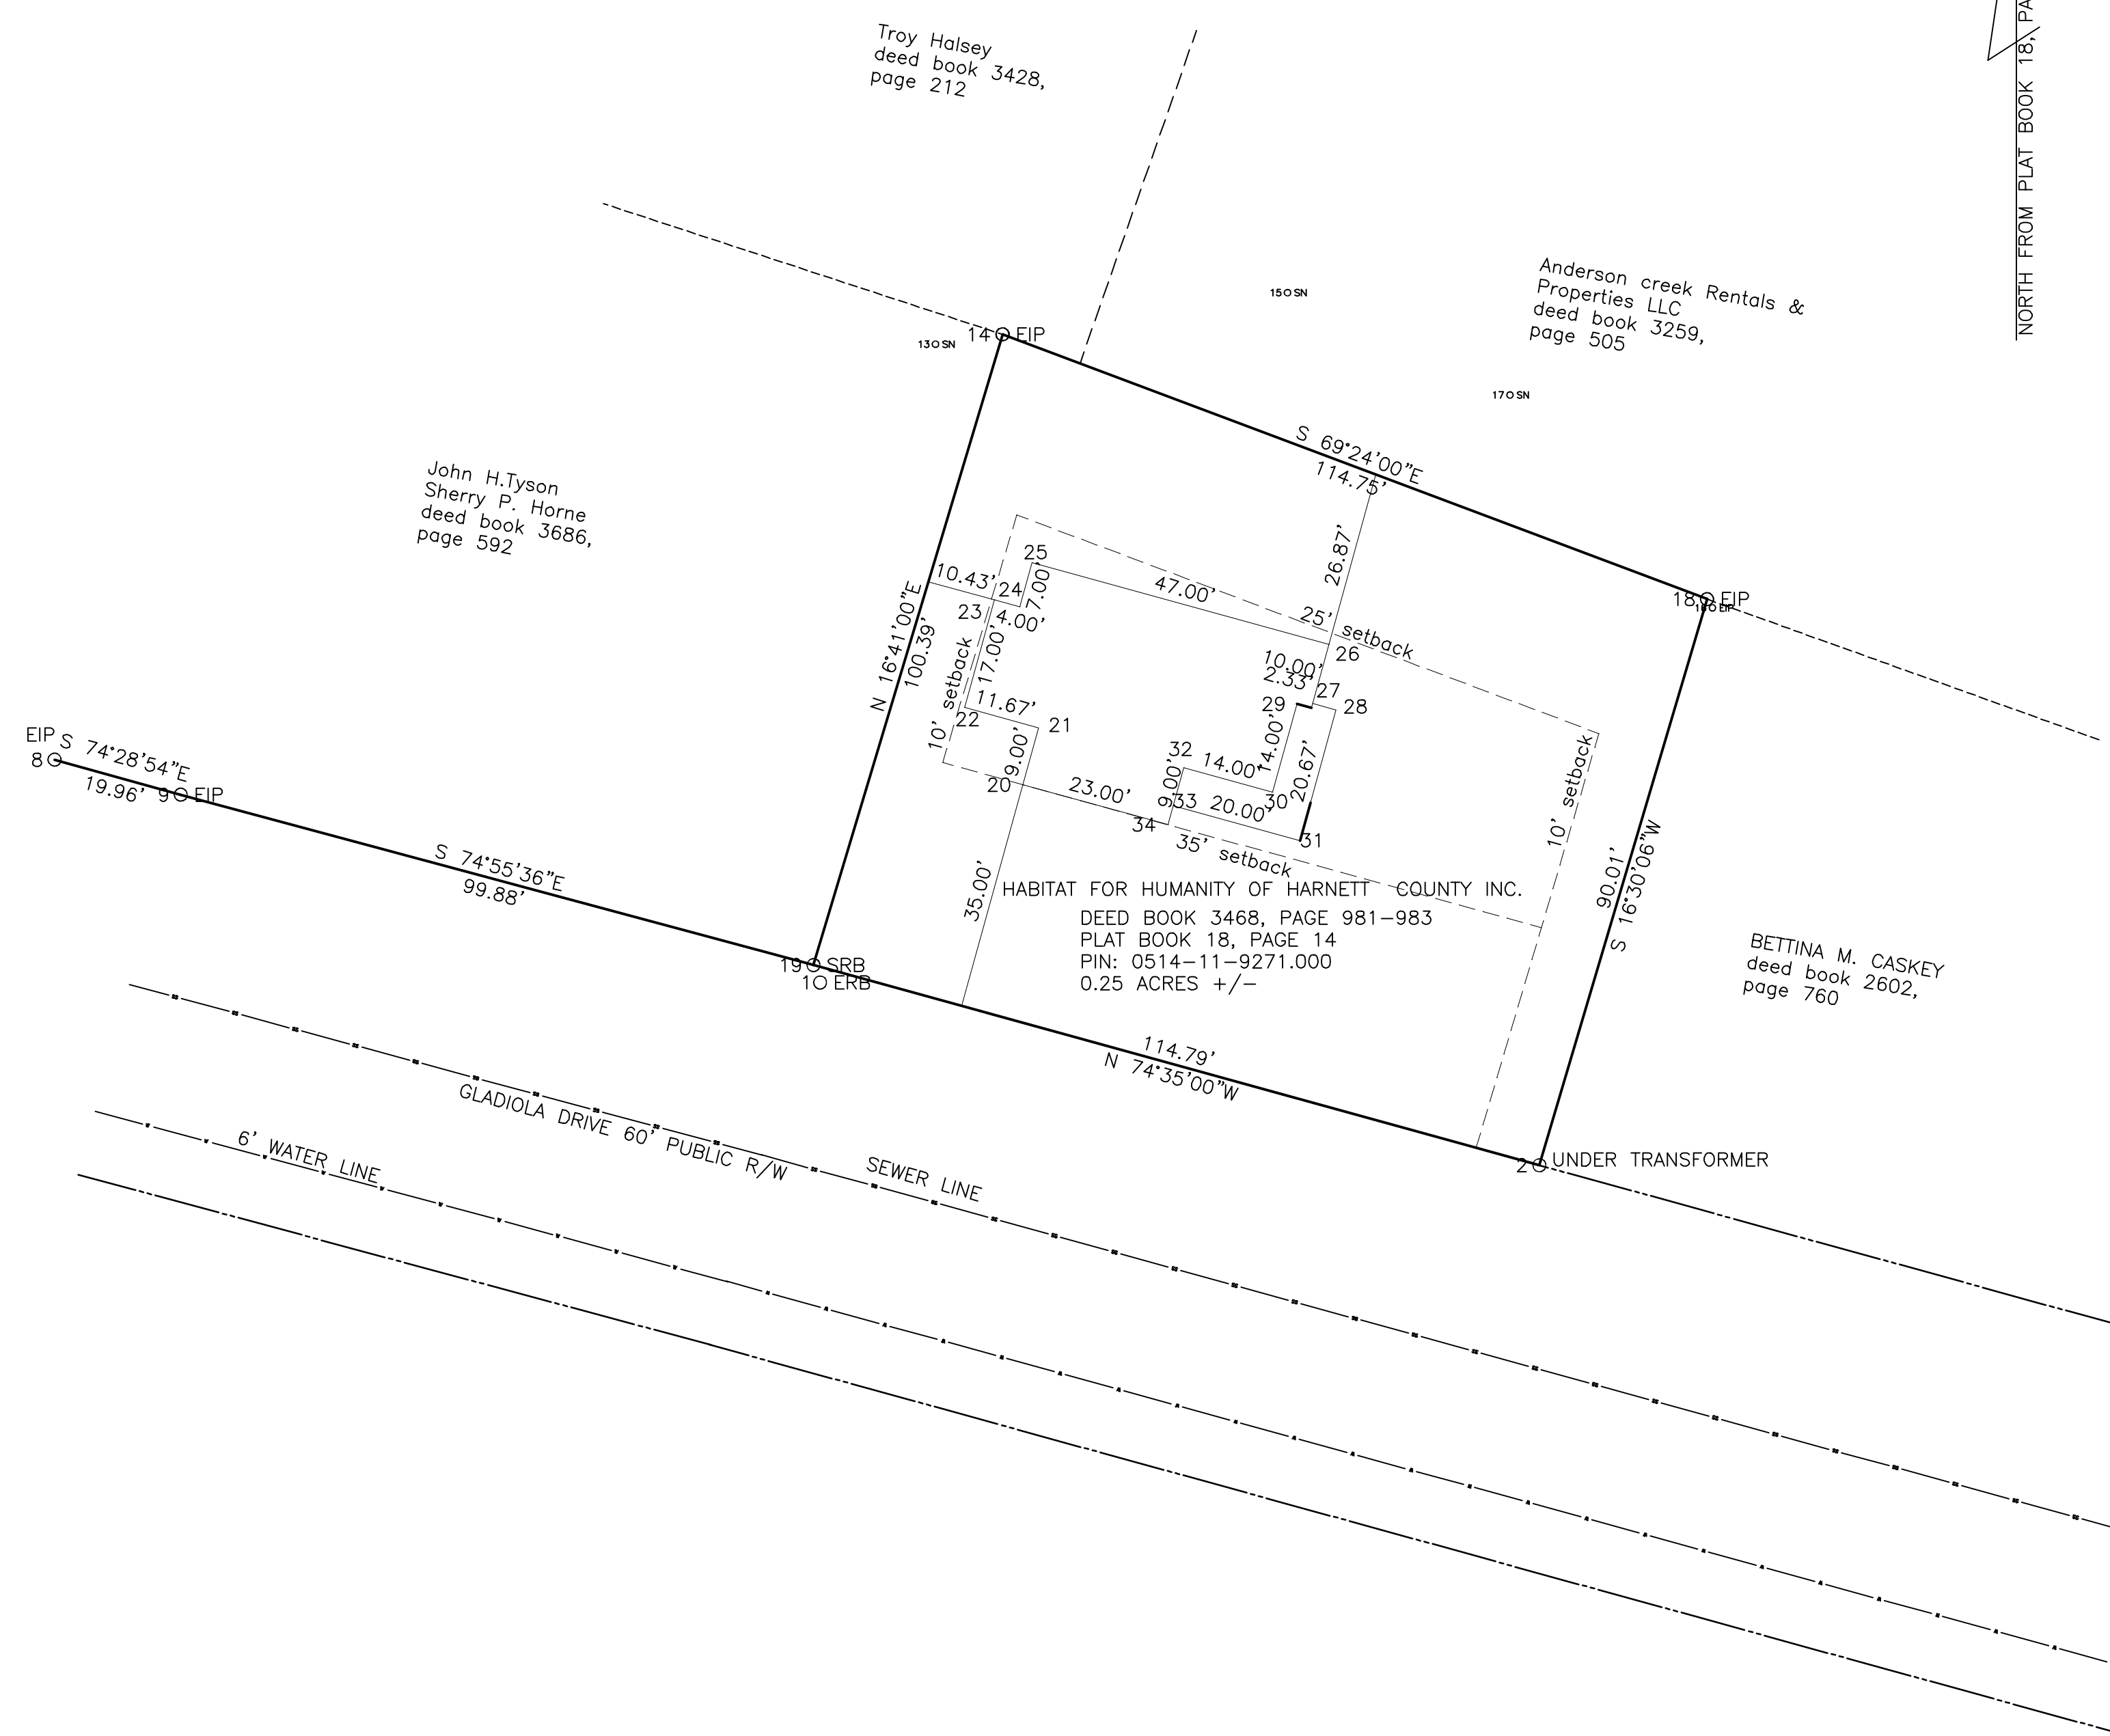 Troy Halsey
deed book 3428,
page 212
NORTH FROM PLAT BOOK 18, PA
15 SN
Anderson creek Rentals &
Properties LLC
deed book 3259,
page 505
14 EIP
13 SN
17 SN
S 69°24'00"E
114.75'
John H.Tyson
Sherry P. Horne
deed book 3686,
page 592
26.87'
25
10.43'
24
7.00'
47.00'
23
4.00'
25' setback
18 EIP
16 EIP
N 16°41'00"E
100.39'
10' setback
17.00'
26
10.00'
2.33'
27
29
28
11.67'
22
21
14.00'
32
14.00'
20.67'
9.00'
20
9.00'
33
20.00'
30
31
23.00'
34
35' setback
10' setback
EIP
8
S 74°28'54"E
19.96'
9 EIP
S 74°55'36"E
99.88'
35.00'
90.01'
S 16°30'06"W
HABITAT FOR HUMANITY OF HARNETT COUNTY INC.
DEED BOOK 3468, PAGE 981-983
PLAT BOOK 18, PAGE 14
PIN: 0514-11-9271.000
0.25 ACRES +/-
BETTINA M. CASKEY
deed book 2602,
page 760
19 SRB
1 ERB
114.79'
N 74°35'00"W
GLADIOLA DRIVE 60' PUBLIC R/W
6' WATER LINE
SEWER LINE
2 UNDER TRANSFORMER